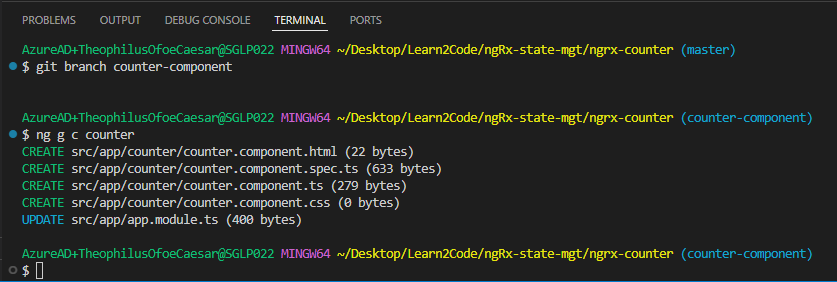 PROBLEMS OUTPUT DEBUG CONSOLE TERMINAL PORTS
AzureAD+TheophilusOfoeCaesar@SGLP022 MINGW64 ~/Desktop/Learn2Code/ngRx-state-mgt/ngrx-counter (master)
$ git branch counter-component
AzureAD+TheophilusOfoeCaesar@SGLP022 MINGW64 ~/Desktop/Learn2Code/ngRx-state-mgt/ngrx-counter (counter-component)
$ ng g c counter
CREATE src/app/counter/counter.component.html (22 bytes)
CREATE src/app/counter/counter.component.spec.ts (633 bytes)
CREATE src/app/counter/counter.component.ts (279 bytes)
CREATE src/app/counter/counter.component.css (0 bytes)
UPDATE src/app/app.module.ts (400 bytes)
AzureAD+TheophilusOfoeCaesar@SGLP022 MINGW64 ~/Desktop/Learn2Code/ngRx-state-mgt/ngrx-counter (counter-component)
$